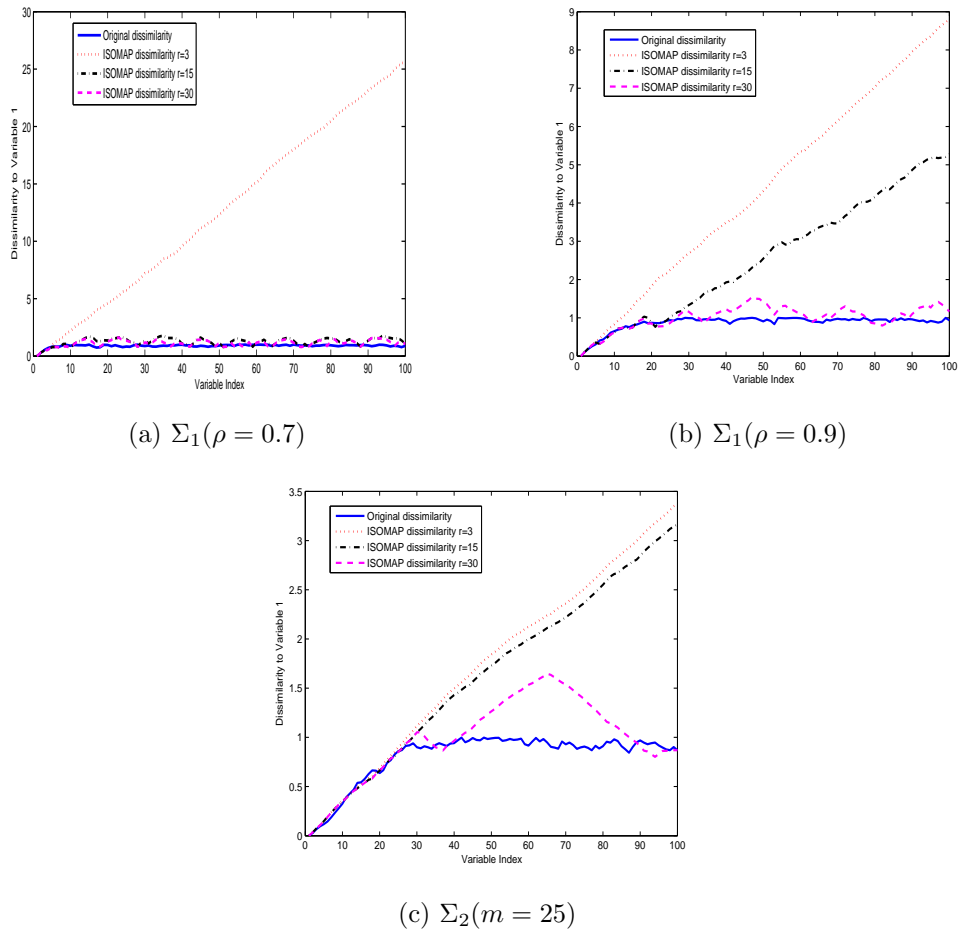 30
25
20
15
10
5
0
Dissimilarity to Variable 1
Original dissimilarity
ISOMAP dissimilarity r=3
ISOMAP dissimilarity r=15
ISOMAP dissimilarity r=30
0 10 20 30 40 50 60 70 80 90 100
Variable Index
(a) Σ₁(ρ = 0.7)
9
8
7
6
5
4
3
2
1
0
Dissimilarity to Variable 1
Original dissimilarity
ISOMAP dissimilarity r=3
ISOMAP dissimilarity r=15
ISOMAP dissimilarity r=30
0 10 20 30 40 50 60 70 80 90 100
Variable Index
(b) Σ₁(ρ = 0.9)
3.5
3
2.5
2
1.5
1
0.5
0
Dissimilarity to Variable 1
Original dissimilarity
ISOMAP dissimilarity r=3
ISOMAP dissimilarity r=15
ISOMAP dissimilarity r=30
0 10 20 30 40 50 60 70 80 90 100
Variable Index
(c) Σ₂(m = 25)